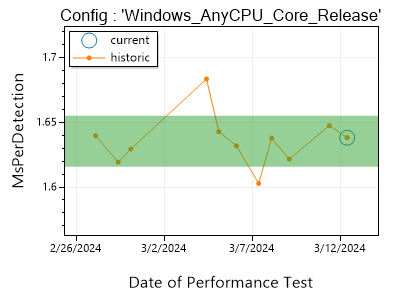 Config : 'Windows_AnyCPU_Core_Release'
current
historic
MsPerDetection
1.7
1.65
1.6
2/26/2024
3/2/2024
3/7/2024
3/12/2024
Date of Performance Test